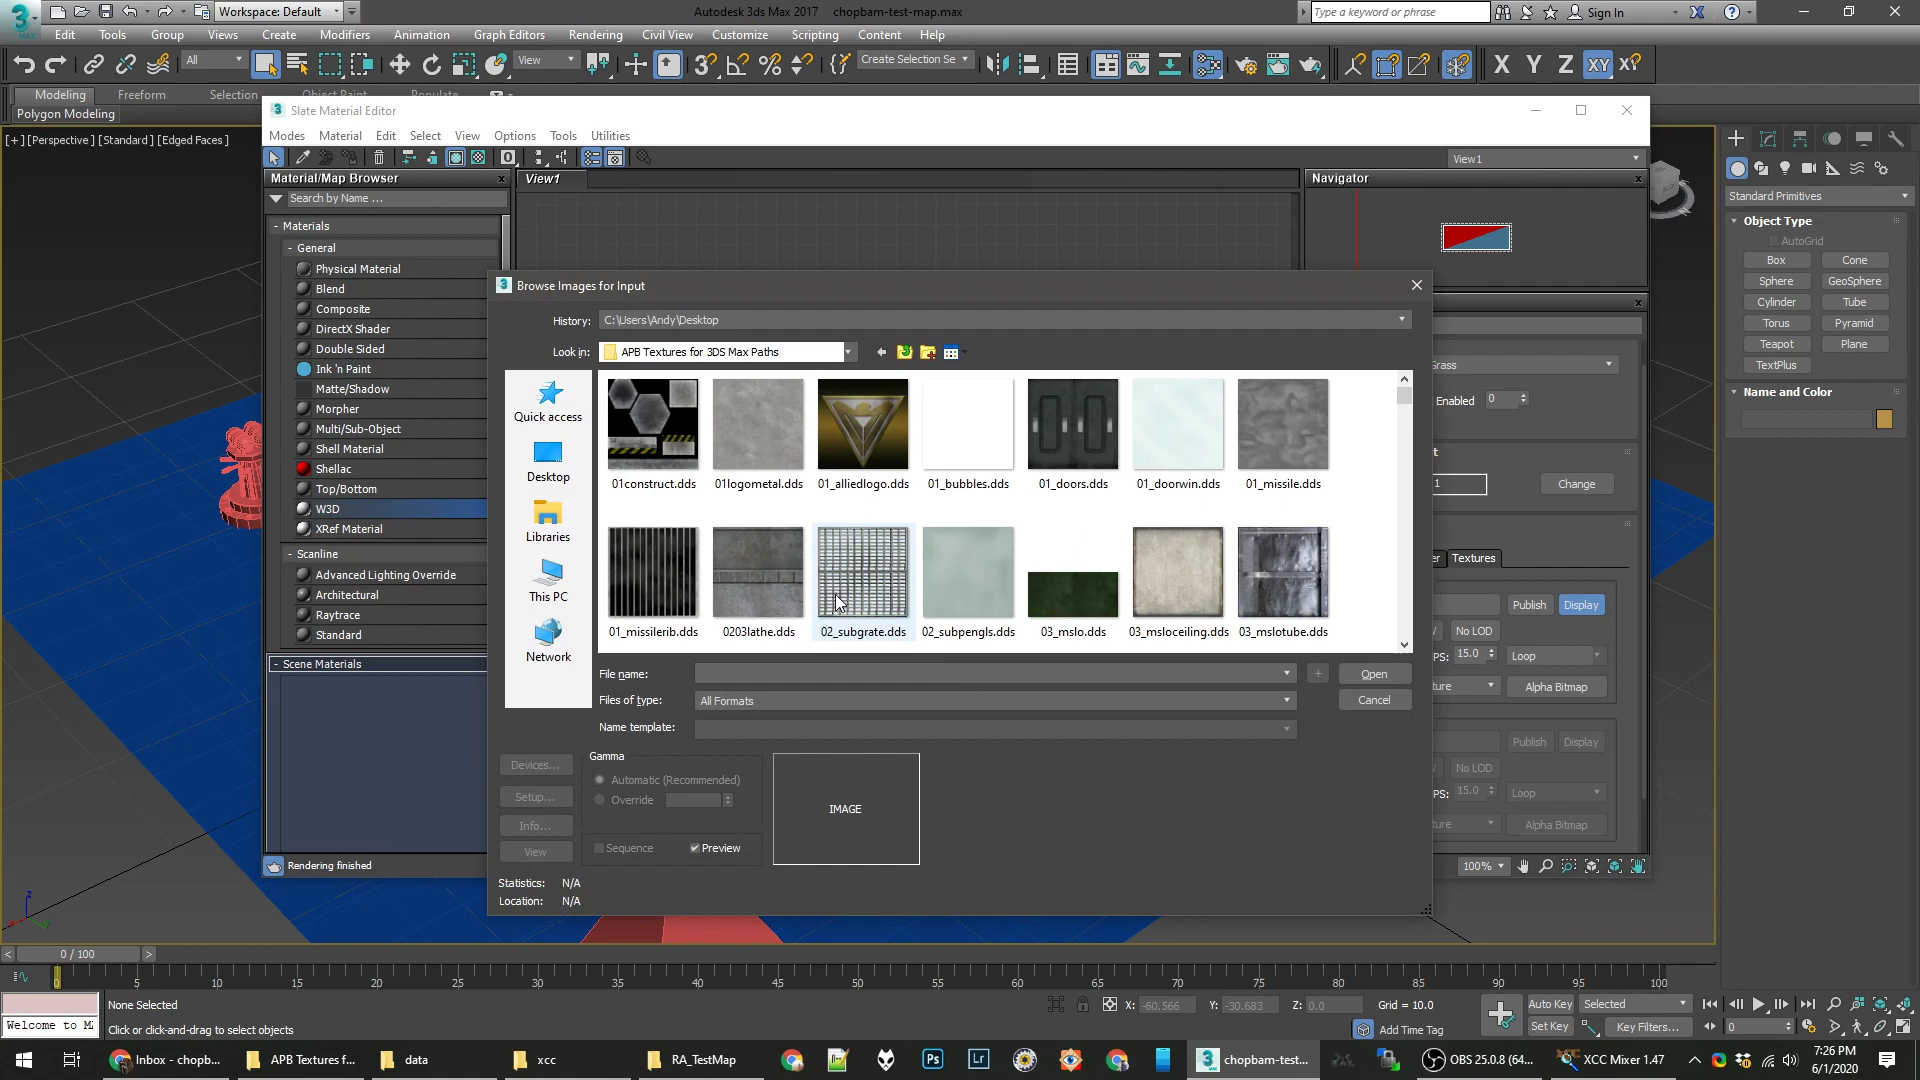 Workspace: Default
Autodesk 3ds Max 2017 chopbam-test-map.max
Type a keyword or phrase
Sign In
MAX
Edit Tools Group Views Create Modifiers Animation Graph Editors Rendering Civil View Customize Scripting Content Help
All
View
Create Selection Se
X Y Z XY XY
Modeling Freeform Selection Object Paint Populate
Polygon Modeling
[+] [Perspective] [Standard] [Edged Faces]
Slate Material Editor
Modes Material Edit Select View Options Tools Utilities
View1
Material/Map Browser
View1
Navigator
Search by Name ...
- Materials
- General
Physical Material
Blend
Composite
DirectX Shader
Double Sided
Ink 'n Paint
Matte/Shadow
Morpher
Multi/Sub-Object
Shell Material
Shellac
Top/Bottom
W3D
XRef Material
- Scanline
Advanced Lighting Override
Architectural
Raytrace
Standard
- Scene Materials
Rendering finished
Browse Images for Input
History: C:\Users\Andy\Desktop
Look in: APB Textures for 3DS Max Paths
Quick access
Desktop
Libraries
This PC
Network
01construct.dds 01logometal.dds 01_alliedlogo.dds 01_bubbles.dds 01_doors.dds 01_doorwin.dds 01_missile.dds
01_missilerib.dds 0203lathe.dds 02_subgrate.dds 02_subpengls.dds 03_mslo.dds 03_msloceiling.dds 03_mslotube.dds
File name: Open
Files of type: All Formats Cancel
Name template:
Devices...
Setup...
Info...
View
Gamma
Automatic (Recommended)
Override
Sequence Preview
IMAGE
Statistics: N/A
Location: N/A
Grass
Enabled 0
t
1 Change
er Textures
Publish Display
No LOD
PS: 15.0 Loop
ture Alpha Bitmap
Publish Display
No LOD
PS: 15.0 Loop
ture Alpha Bitmap
100%
Standard Primitives
Object Type
AutoGrid
Box Cone
Sphere GeoSphere
Cylinder Tube
Torus Pyramid
Teapot Plane
TextPlus
Name and Color
0 / 100
0 5 10 15 20 25 30 35 40 45 50 55 60 65 70 75 80 85 90 95 100
None Selected
Welcome to M
Click or click-and-drag to select objects
X: -60.566 Y: -30.683 Z: 0.0 Grid = 10.0
Add Time Tag
Auto Key Selected
Set Key Key Filters...
0
Inbox - chopb...
APB Textures f...
data
xcc
RA_TestMap
chopbam-test...
OBS 25.0.8 (64...
XCC Mixer 1.47
7:26 PM
6/1/2020